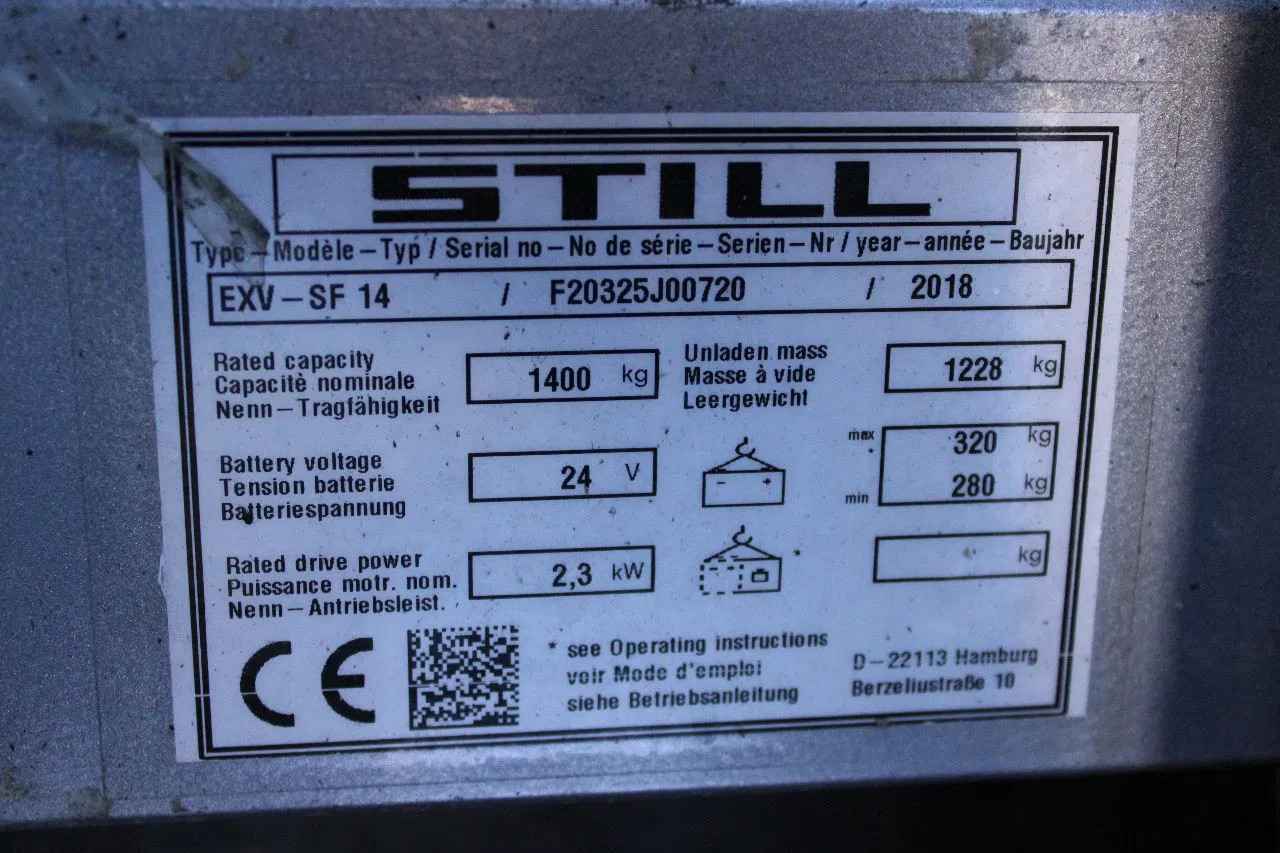 STILL
Type – Modèle – Typ / Serial no – No de série – Serien – Nr / year – année – Baujahr
EXV – SF 14 / F20325J00720 / 2018
Rated capacity
Capacitè nominale
Nenn – Tragfähigkeit
1400 kg
Unladen mass
Masse à vide
Leergewicht
1228 kg
Battery voltage
Tension batterie
Batteriespannung
24 V
- +
max 320 kg
min 280 kg
Rated drive power
Puissance motr. nom.
Nenn – Antriebsleist.
2,3 kW
*
kg
CE
* see Operating instructions
voir Mode d'emploi
siehe Betriebsanleitung
D – 22113 Hamburg
Berzeliustraße 10